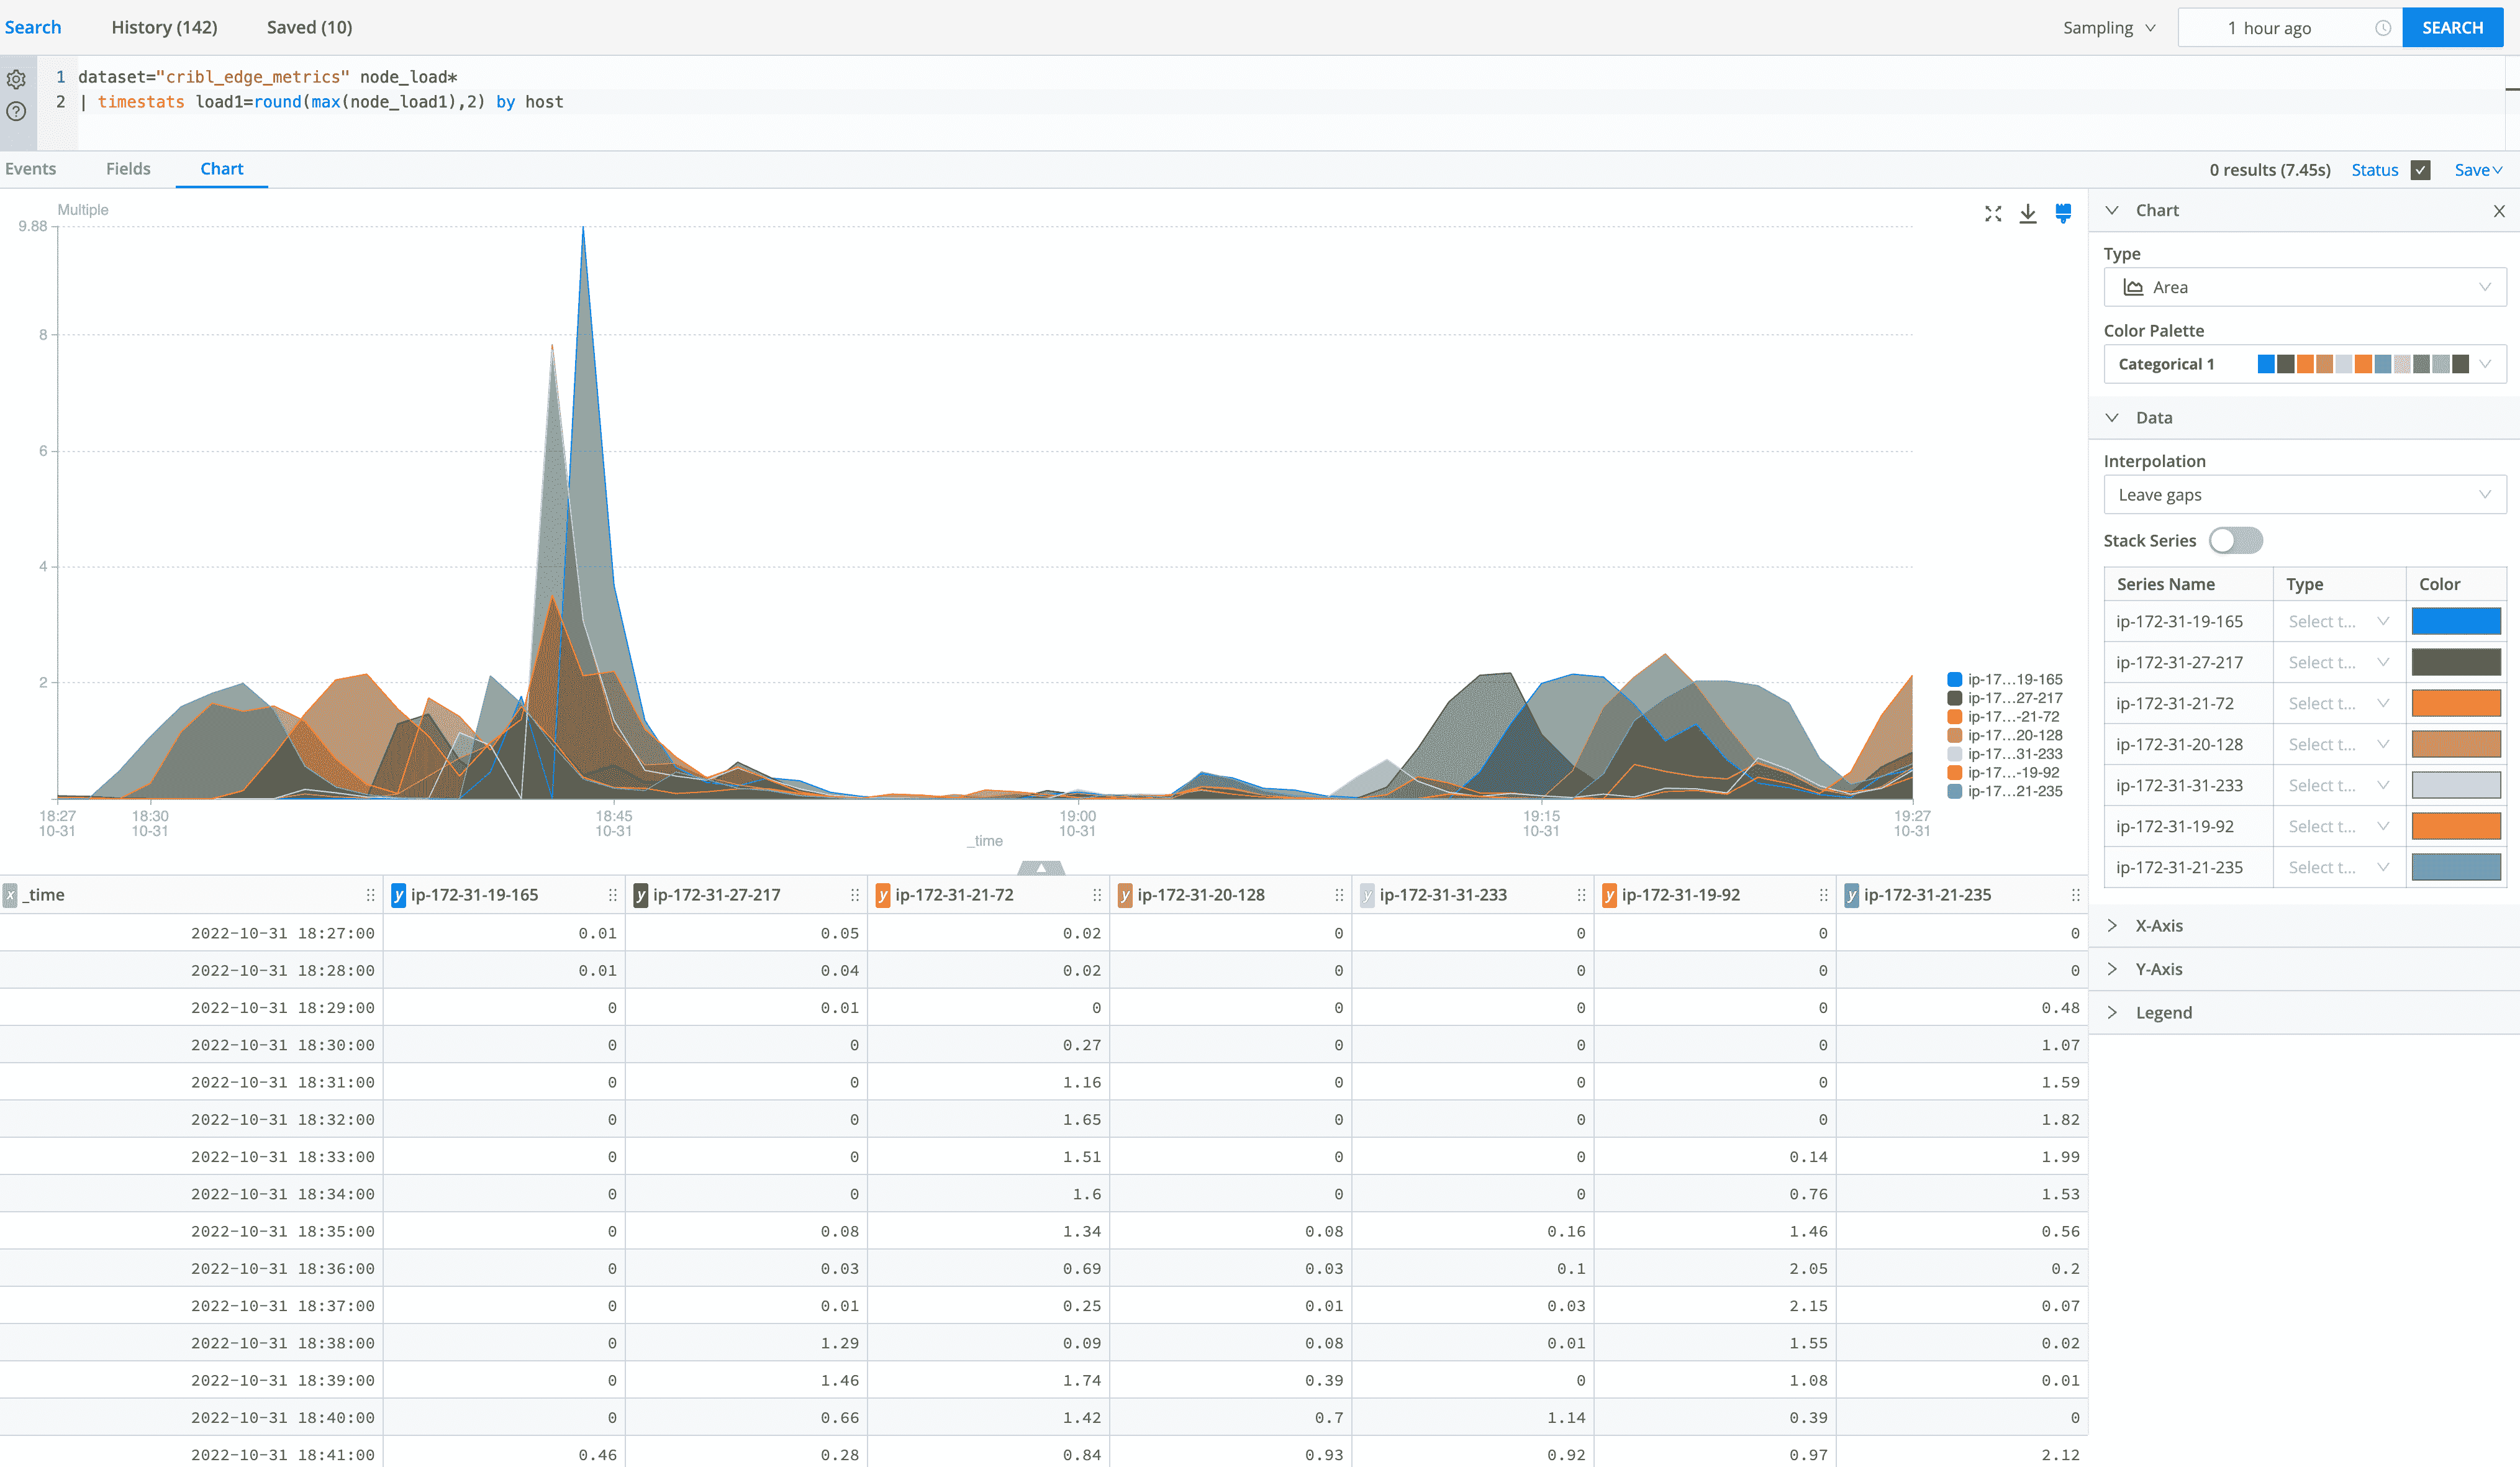 Search History (142) Saved (10) Sampling 1 hour ago SEARCH
1 dataset="cribl_edge_metrics" node_load*
2 | timestats load1=round(max(node_load1),2) by host
Events Fields Chart 0 results (7.45s) Status Save
Multiple
9.88
8
6
4
2
18:27 18:30 18:45 19:00 19:15 19:27
10-31 10-31 10-31 10-31 10-31 10-31
_time
ip-17...19-165
ip-17...27-217
ip-17...-21-72
ip-17...20-128
ip-17...31-233
ip-17...-19-92
ip-17...21-235
Chart
Type
Area
Color Palette
Categorical 1
Data
Interpolation
Leave gaps
Stack Series
Series Name Type Color
ip-172-31-19-165 Select t...
ip-172-31-27-217 Select t...
ip-172-31-21-72 Select t...
ip-172-31-20-128 Select t...
ip-172-31-31-233 Select t...
ip-172-31-19-92 Select t...
ip-172-31-21-235 Select t...
X-Axis
Y-Axis
Legend
x _time y ip-172-31-19-165 y ip-172-31-27-217 y ip-172-31-21-72 y ip-172-31-20-128 y ip-172-31-31-233 y ip-172-31-19-92 y ip-172-31-21-235
2022-10-31 18:27:00 0.01 0.05 0.02 0 0 0 0
2022-10-31 18:28:00 0.01 0.04 0.02 0 0 0 0
2022-10-31 18:29:00 0 0.01 0 0 0 0 0.48
2022-10-31 18:30:00 0 0 0.27 0 0 0 1.07
2022-10-31 18:31:00 0 0 1.16 0 0 0 1.59
2022-10-31 18:32:00 0 0 1.65 0 0 0 1.82
2022-10-31 18:33:00 0 0 1.51 0 0 0.14 1.99
2022-10-31 18:34:00 0 0 1.6 0 0 0.76 1.53
2022-10-31 18:35:00 0 0.08 1.34 0.08 0.16 1.46 0.56
2022-10-31 18:36:00 0 0.03 0.69 0.03 0.1 2.05 0.2
2022-10-31 18:37:00 0 0.01 0.25 0.01 0.03 2.15 0.07
2022-10-31 18:38:00 0 1.29 0.09 0.08 0.01 1.55 0.02
2022-10-31 18:39:00 0 1.46 1.74 0.39 0 1.08 0.01
2022-10-31 18:40:00 0 0.66 1.42 0.7 1.14 0.39 0
2022-10-31 18:41:00 0.46 0.28 0.84 0.93 0.92 0.97 2.12